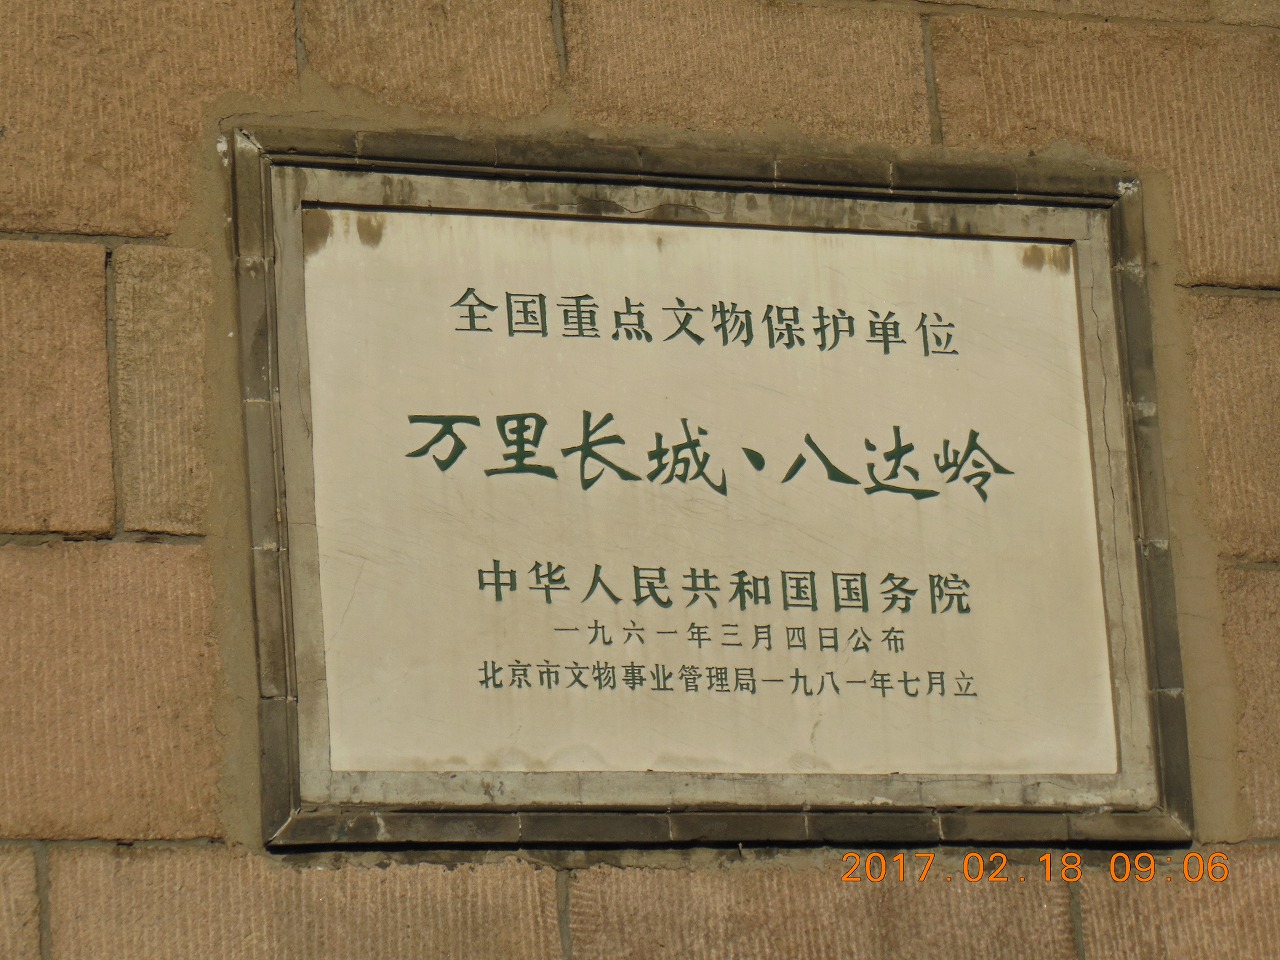 全国重点文物保护单位
万里长城、八达岭
中华人民共和国国务院
一九六一年三月四日公布
北京市文物事业管理局一九八一年七月立
2017.02.18 09:06